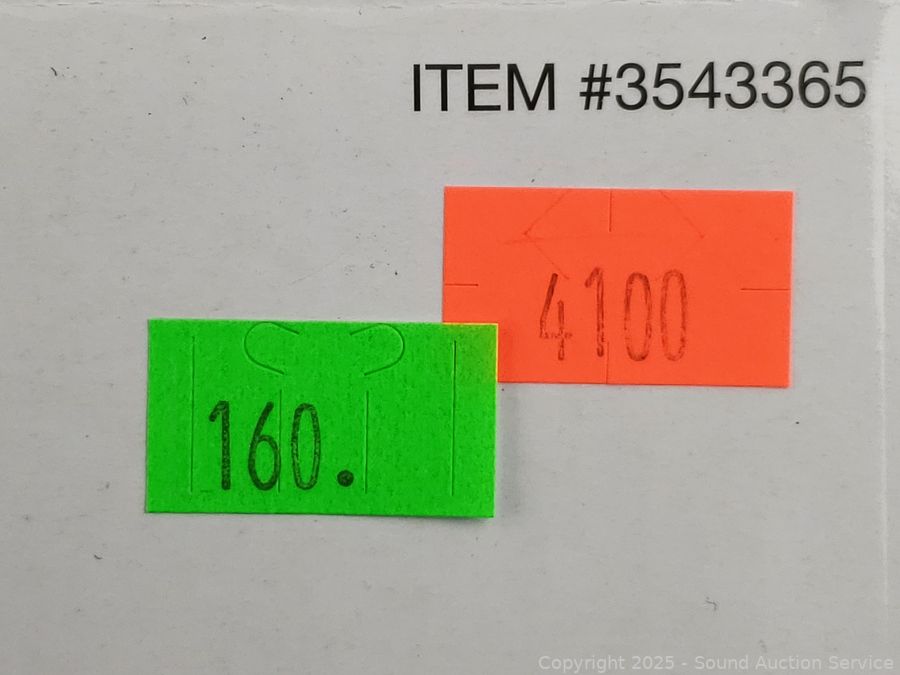 ITEM #3543365
4100
160.
Copyright 2025 - Sound Auction Service